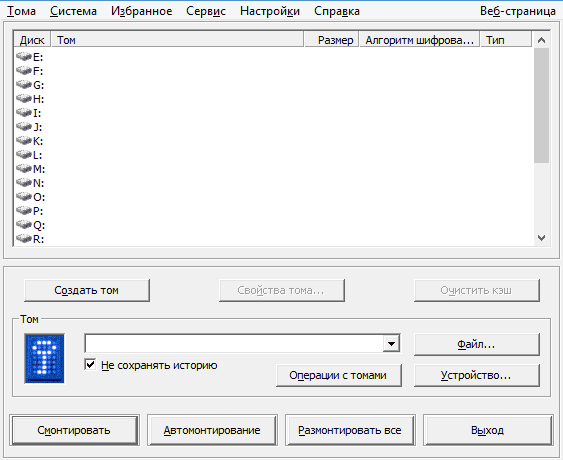 Тома Система Избранное Сервис Настройки Справка Веб-страница
Диск Том Размер Алгоритм шифрова... Тип
E:
F:
G:
H:
I:
J:
K:
L:
M:
N:
O:
P:
Q:
R:
Создать том Свойства тома... Очистить кэш
Том
Файл...
Не сохранять историю
Операции с томами Устройство...
Смонтировать Автомонтирование Размонтировать все Выход